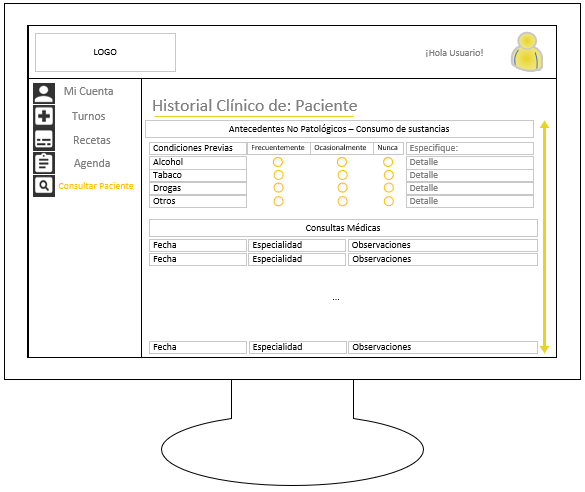 LOGO
¡Hola Usuario!
Mi Cuenta
Turnos
Recetas
Agenda
Consultar Paciente
Historial Clínico de: Paciente
Antecedentes No Patológicos – Consumo de sustancias
Condiciones Previas Frecuentemente Ocasionalmente Nunca Especifique:
Alcohol Detalle
Tabaco Detalle
Drogas Detalle
Otros Detalle
Consultas Médicas
Fecha Especialidad Observaciones
Fecha Especialidad Observaciones
...
Fecha Especialidad Observaciones